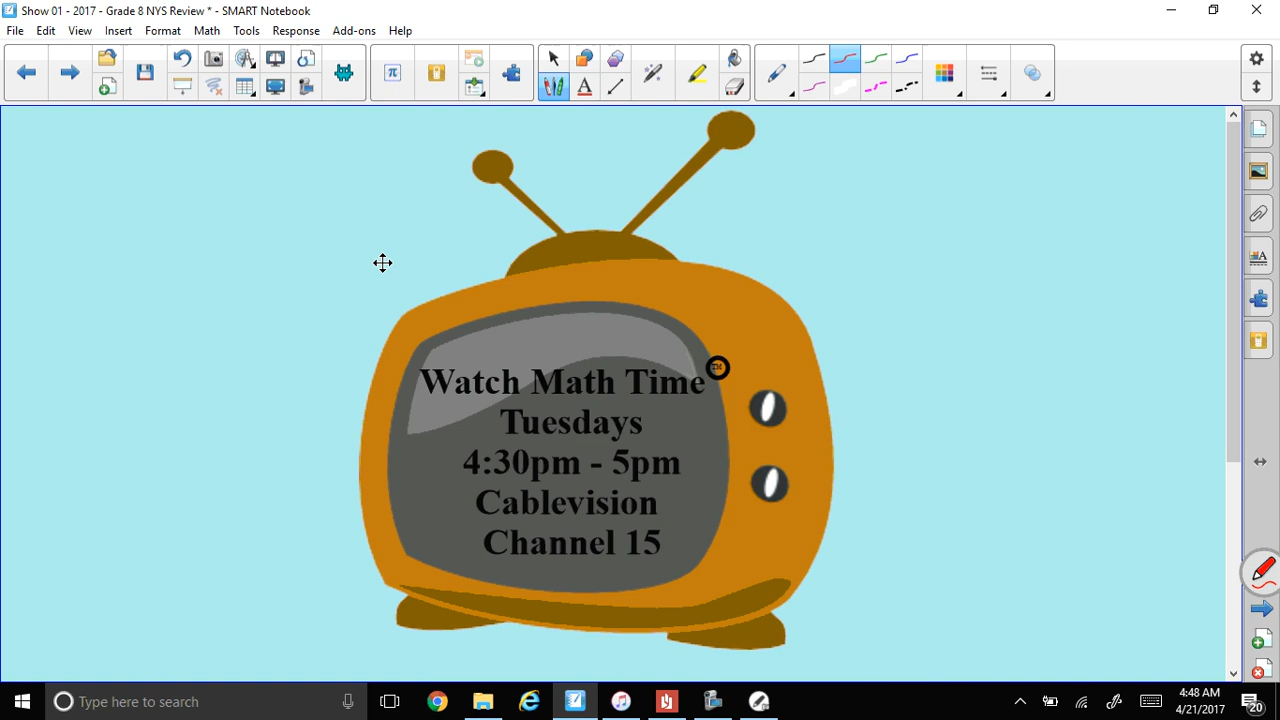 Show 01 - 2017 - Grade 8 NYS Review * - SMART Notebook
File Edit View Insert Format Math Tools Response Add-ons Help
Watch Math Time™
Tuesdays
4:30pm - 5pm
Cablevision
Channel 15
Type here to search
4:48 AM
4/21/2017
20